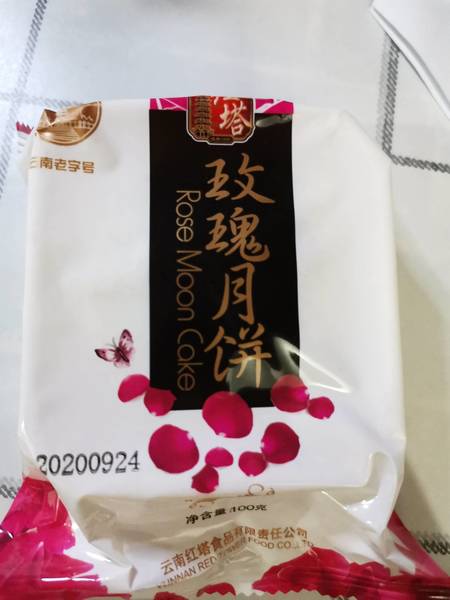 塔
云南老字号
玫瑰月饼
Rose Moon Cake
20200924
净含量 100克
云南红塔食品有限责任公司
YUNNAN RED FOOD CO., LTD